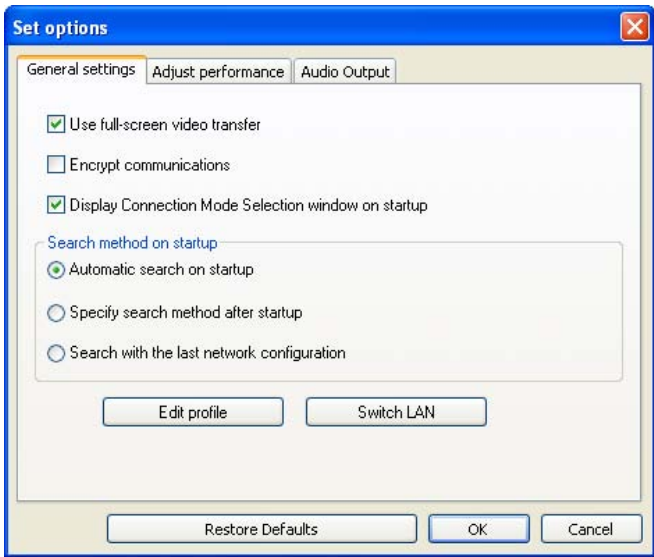 Set options
General settings
Adjust performance
Audio Output
Use full-screen video transfer
Encrypt communications
Display Connection Mode Selection window on startup
Search method on startup
Automatic search on startup
Specify search method after startup
Search with the last network configuration
Edit profile
Switch LAN
Restore Defaults
OK
Cancel